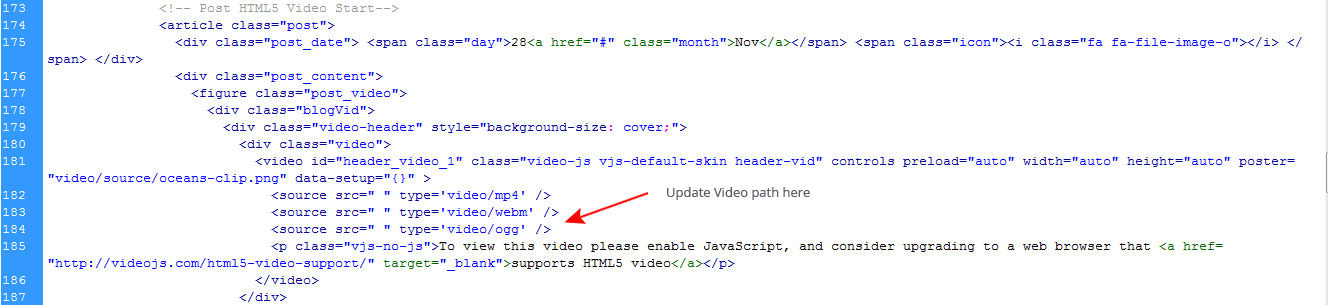 173 <!-- Post HTML5 Video Start-->
174 <article class="post">
175 <div class="post_date"> <span class="day">28<a href="#" class="month">Nov</a></span> <span class="icon"><i class="fa fa-file-image-o"></i> </
span> </div>
176 <div class="post_content">
177 <figure class="post_video">
178 <div class="blogVid">
179 <div class="video-header" style="background-size: cover;">
180 <div class="video">
181 <video id="header_video_1" class="video-js vjs-default-skin header-vid" controls preload="auto" width="auto" height="auto" poster=
"video/source/oceans-clip.png" data-setup="{}" >
182 <source src=" " type='video/mp4' />
Update Video path here
183 <source src=" " type='video/webm' />
184 <source src=" " type='video/ogg' />
185 <p class="vjs-no-js">To view this video please enable JavaScript, and consider upgrading to a web browser that <a href=
"http://videojs.com/html5-video-support/" target="_blank">supports HTML5 video</a></p>
186 </video>
187 </div>